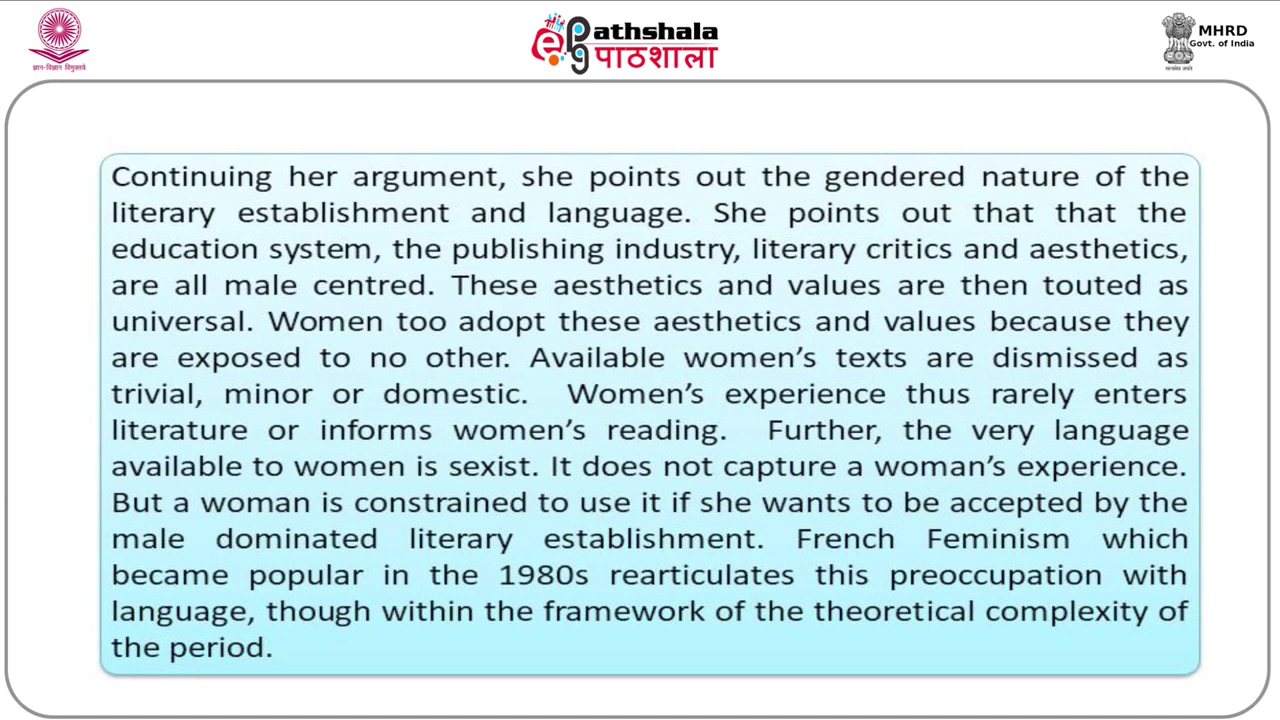 ज्ञान-विज्ञान विमुक्तये
ePathshala
पाठशाला
pg
MHRD
Govt. of India
सत्यमेव जयते
Continuing her argument, she points out the gendered nature of the
literary establishment and language. She points out that that the
education system, the publishing industry, literary critics and aesthetics,
are all male centred. These aesthetics and values are then touted as
universal. Women too adopt these aesthetics and values because they
are exposed to no other. Available women’s texts are dismissed as
trivial, minor or domestic. Women’s experience thus rarely enters
literature or informs women’s reading. Further, the very language
available to women is sexist. It does not capture a woman’s experience.
But a woman is constrained to use it if she wants to be accepted by the
male dominated literary establishment. French Feminism which
became popular in the 1980s rearticulates this preoccupation with
language, though within the framework of the theoretical complexity of
the period.